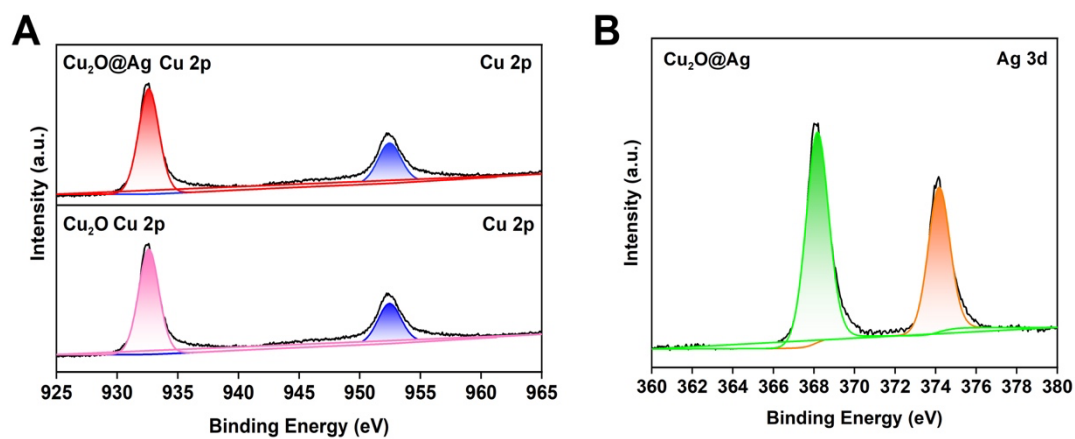 A
Cu₂O@Ag Cu 2p
Cu 2p
Cu₂O Cu 2p
Cu 2p
Intensity (a.u.)
925 930 935 940 945 950 955 960 965
Binding Energy (eV)
B
Cu₂O@Ag
Ag 3d
Intensity (a.u.)
360 362 364 366 368 370 372 374 376 378 380
Binding Energy (eV)